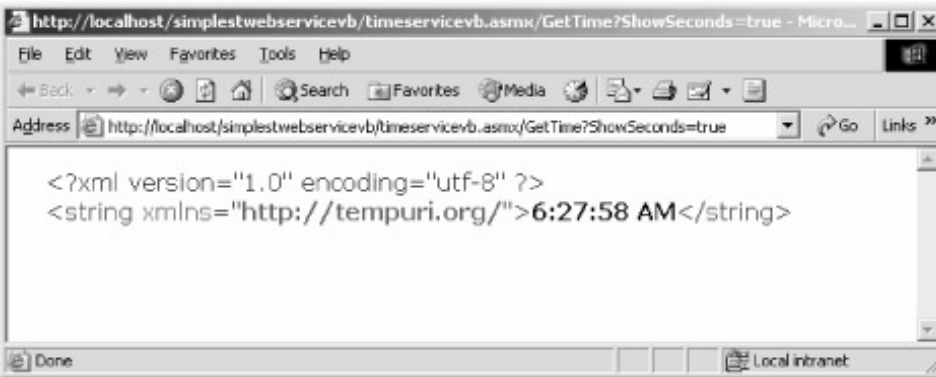 http://localhost/simplestwebservicevb/timeservicevb.asmx/GetTime?ShowSeconds=true - Micro...
File Edit View Favorites Tools Help
Back Search Favorites Media
Address http://localhost/simplestwebservicevb/timeservicevb.asmx/GetTime?ShowSeconds=true Go Links »
<?xml version="1.0" encoding="utf-8" ?>
<string xmlns="http://tempuri.org/">6:27:58 AM</string>
Done Local intranet